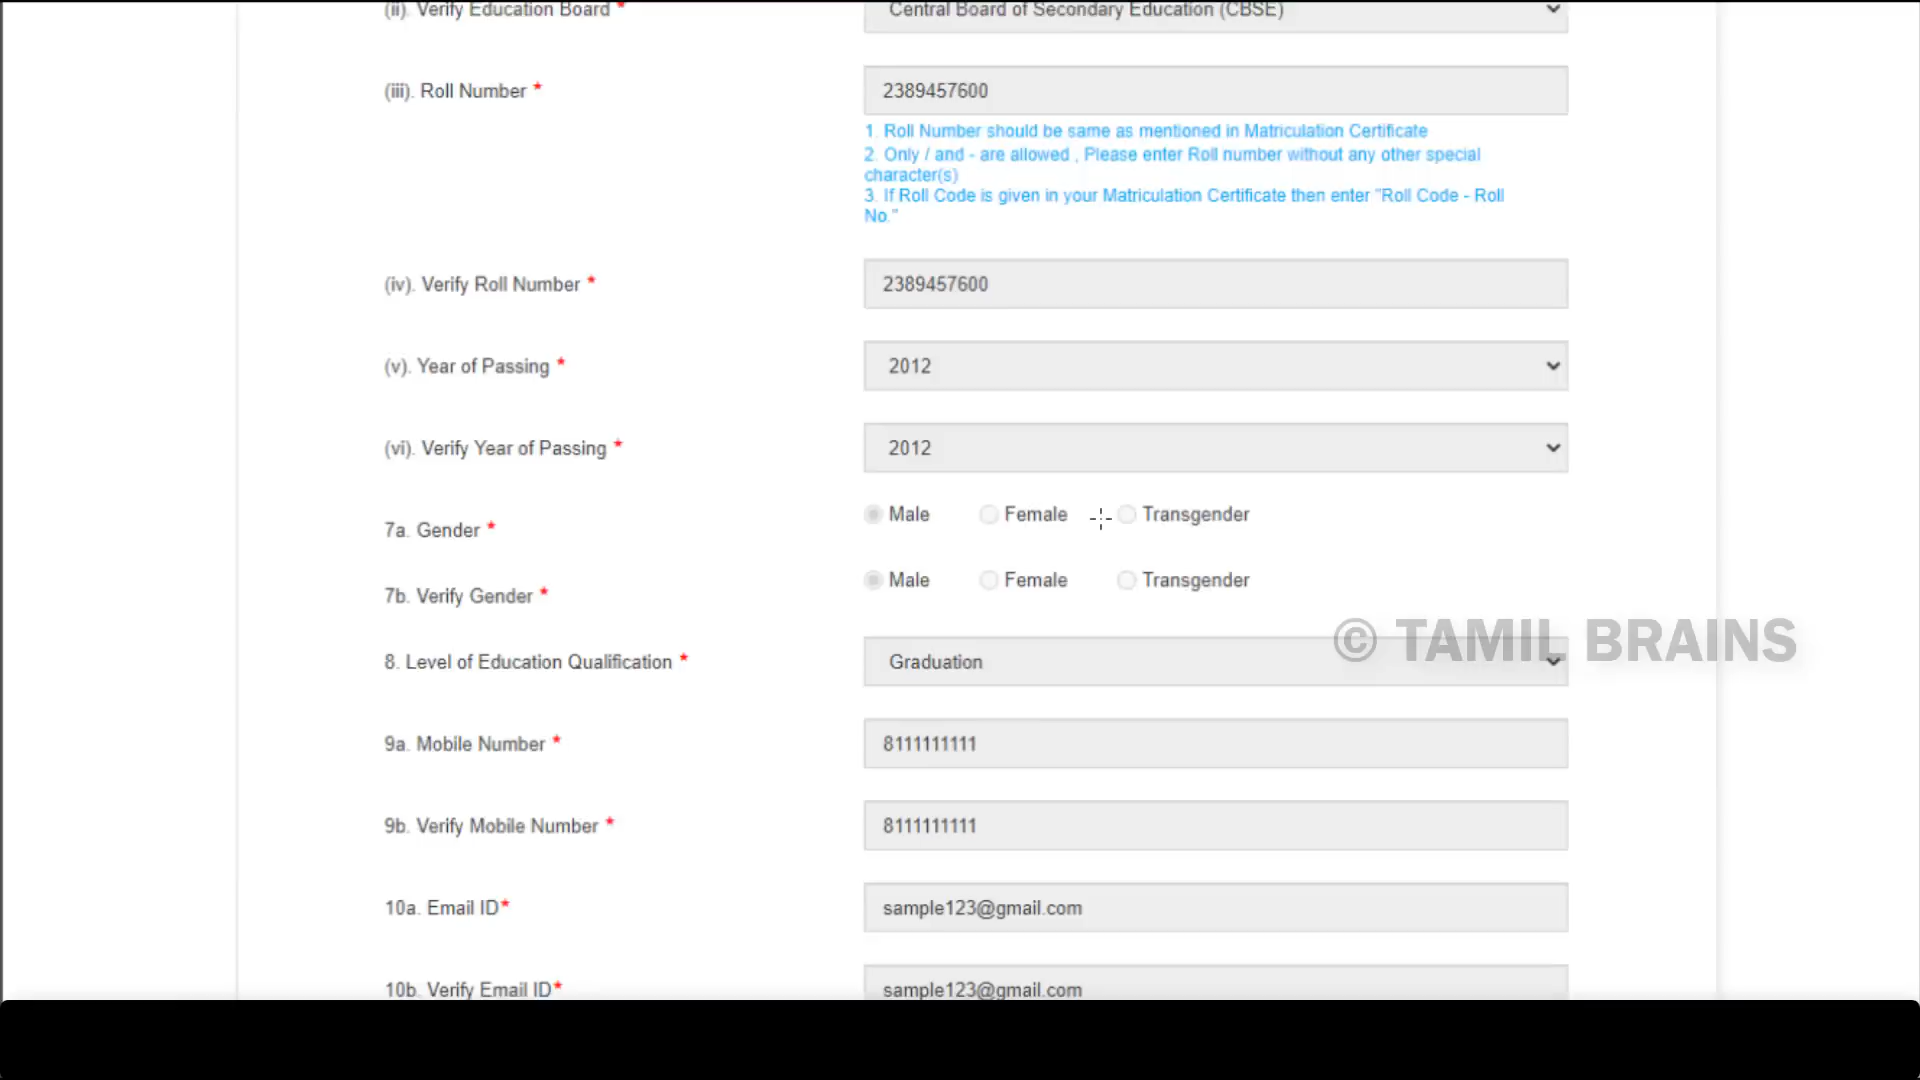 (ii). Verify Education Board *
Central Board of Secondary Education (CBSE)
(iii). Roll Number *
2389457600
1. Roll Number should be same as mentioned in Matriculation Certificate
2. Only / and - are allowed , Please enter Roll number without any other special
character(s)
3. If Roll Code is given in your Matriculation Certificate then enter "Roll Code - Roll
No."
(iv). Verify Roll Number *
2389457600
(v). Year of Passing *
2012
(vi). Verify Year of Passing *
2012
7a. Gender *
Male Female Transgender
7b. Verify Gender *
Male Female Transgender
© TAMIL BRAINS
8. Level of Education Qualification *
Graduation
9a. Mobile Number *
8111111111
9b. Verify Mobile Number *
8111111111
10a. Email ID*
sample123@gmail.com
10b. Verify Email ID*
sample123@gmail.com